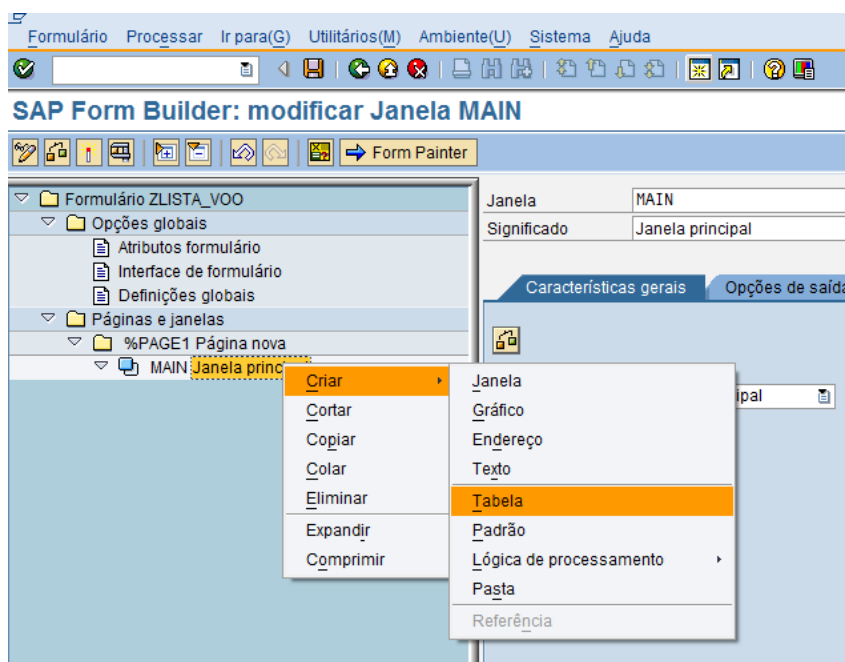 Formulário Processar Ir para(G) Utilitários(M) Ambiente(U) Sistema Ajuda
SAP Form Builder: modificar Janela MAIN
Form Painter
Formulário ZLISTA_VOO
Opções globais
Atributos formulário
Interface de formulário
Definições globais
Páginas e janelas
%PAGE1 Página nova
MAIN Janela princ
Janela MAIN
Significado Janela principal
Características gerais Opções de saída
ipal
Criar
Cortar
Copiar
Colar
Eliminar
Expandir
Comprimir
Janela
Gráfico
Endereço
Texto
Tabela
Padrão
Lógica de processamento
Pasta
Referência